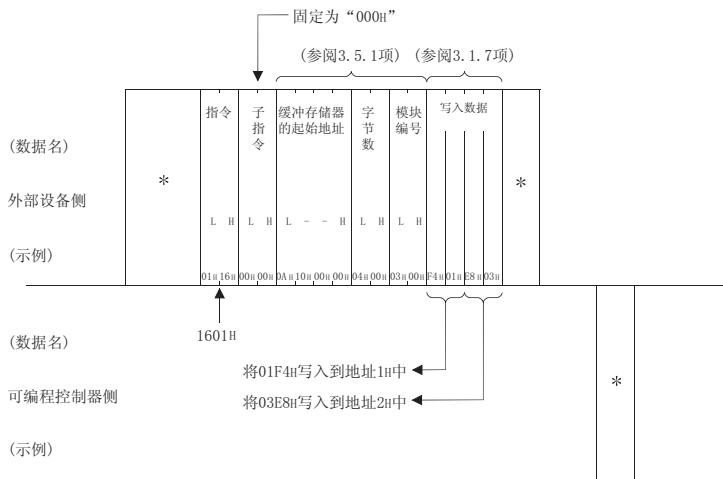 固定为“000H”
(参阅3.5.1项) (参阅3.1.7项)
指令 子指令 缓冲存储器的起始地址 字节数 模块编号 写入数据
(数据名)
* *
外部设备侧
L H L H L - - H L H L H
(示例)
01H 16H 00H 00H 0AH 10H 00H 00H 04H 00H 03H 00H F4H 01H E8H 03H
1601H
(数据名)
将01F4H写入到地址1H中
*
可编程控制器侧
将03E8H写入到地址2H中
(示例)